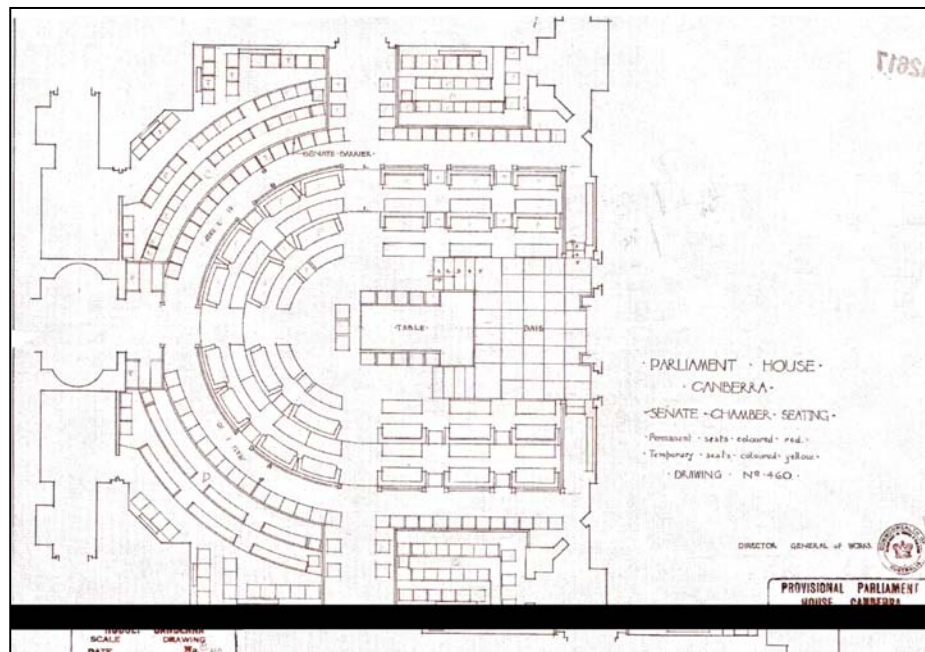 SENATE · BARRIER
· TABLE ·
DAIS
PARLIAMENT · HOUSE ·
· CANBERRA ·
· SENATE · CHAMBER · SEATING ·
· Permanent · seats · coloured · red ·
· Temporary · seats · coloured · yellow ·
· DRAWING · Nº · 460 ·
DIRECTOR GENERAL of WORKS
PROVISIONAL PARLIAMENT
HOUSE CANBERRA
SCALE DRAWING
DATE Nº